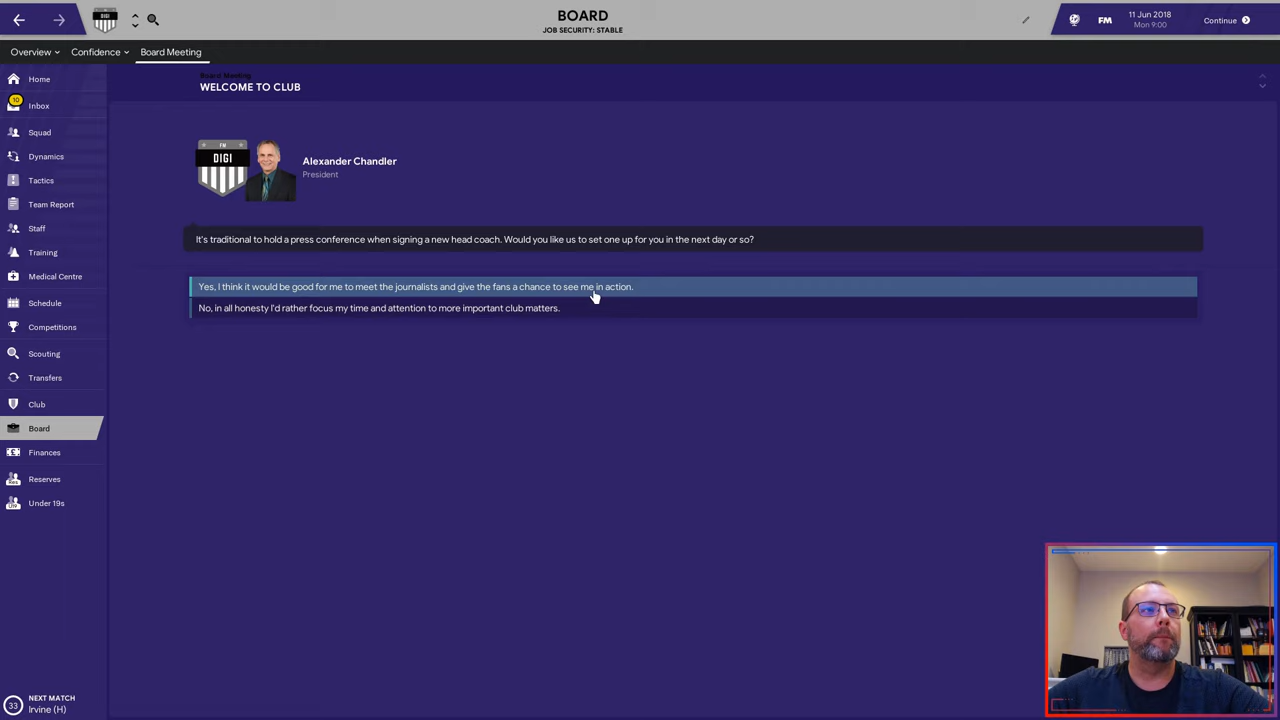 BOARD
JOB SECURITY: STABLE
FM
11 Jun 2018
Mon 9:00
Continue
Overview
Confidence
Board Meeting
Board Meeting
WELCOME TO CLUB
Home
10
Inbox
Squad
Dynamics
Tactics
Team Report
Staff
Training
Medical Centre
Schedule
Competitions
Scouting
Transfers
Club
Board
Finances
Reserves
Under 19s
FM
DIGI
Alexander Chandler
President
It's traditional to hold a press conference when signing a new head coach. Would you like us to set one up for you in the next day or so?
Yes, I think it would be good for me to meet the journalists and give the fans a chance to see me in action.
No, in all honesty I'd rather focus my time and attention to more important club matters.
33
NEXT MATCH
Irvine (H)